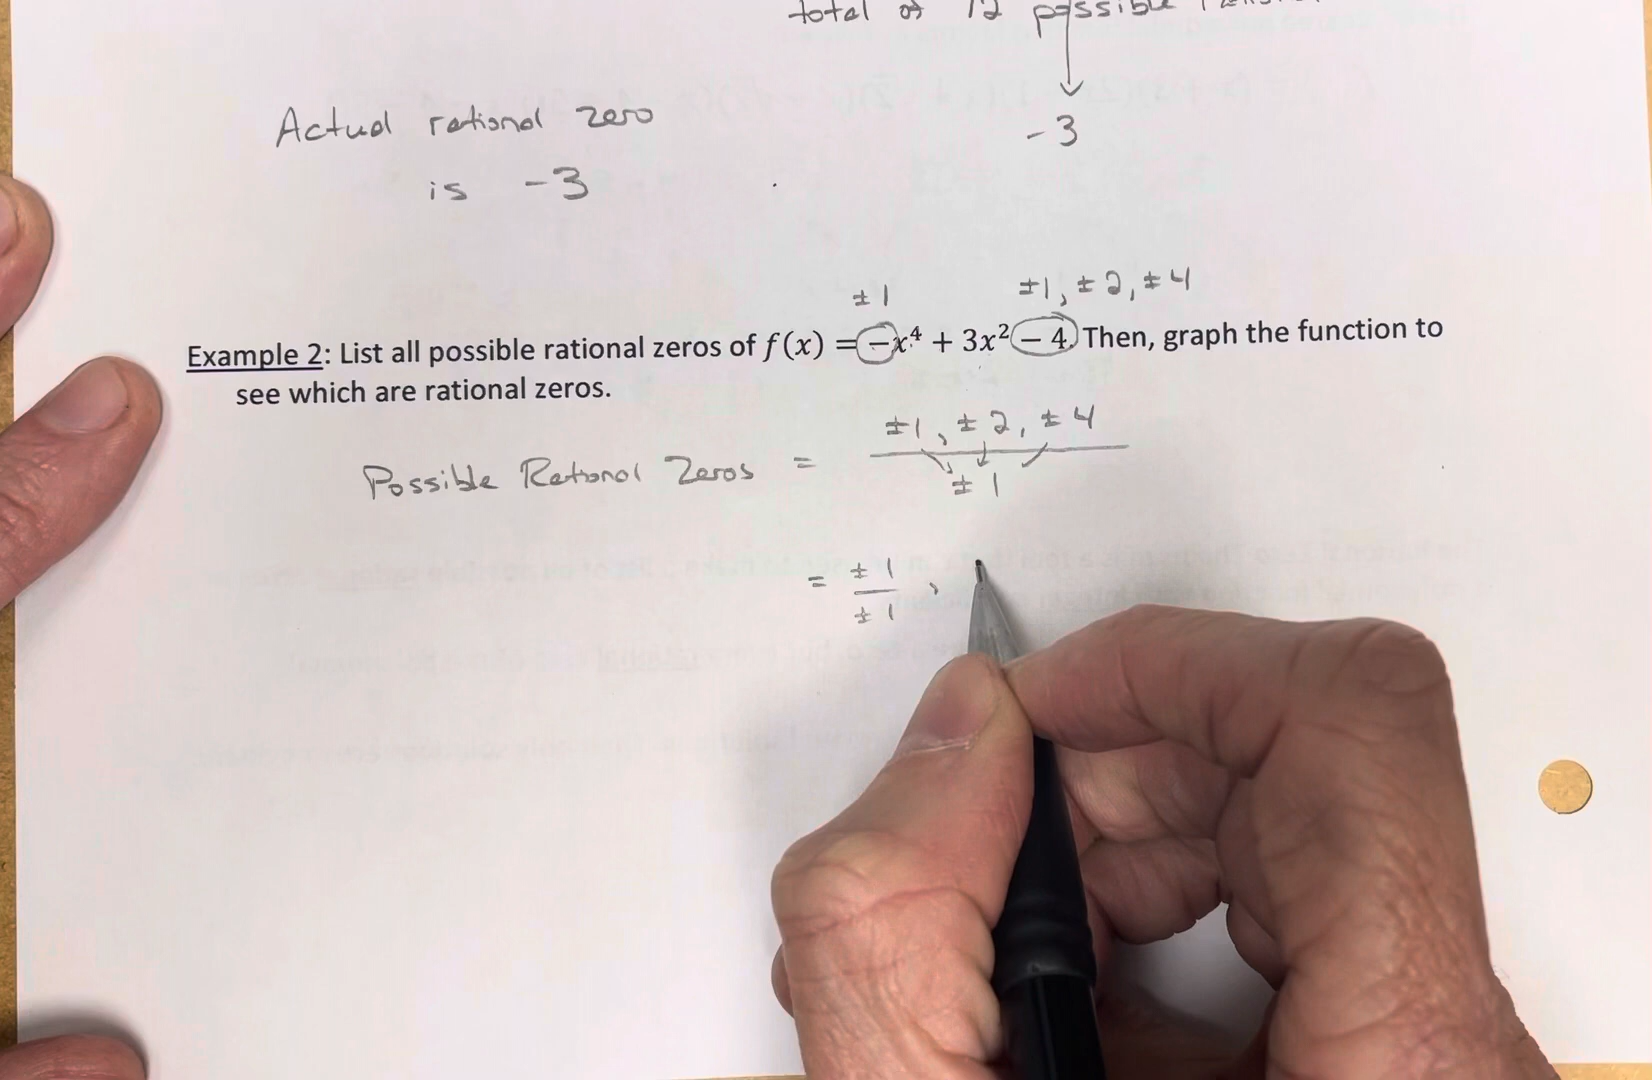 total of 12 possible
Actual rational zero
-3
is -3
±1 ±1, ±2, ±4
Example 2: List all possible rational zeros of f(x) = −x⁴ + 3x² − 4. Then, graph the function to
see which are rational zeros.
±1, ±2, ±4
Possible Rational Zeros =
±1
= ±1/±1 ,